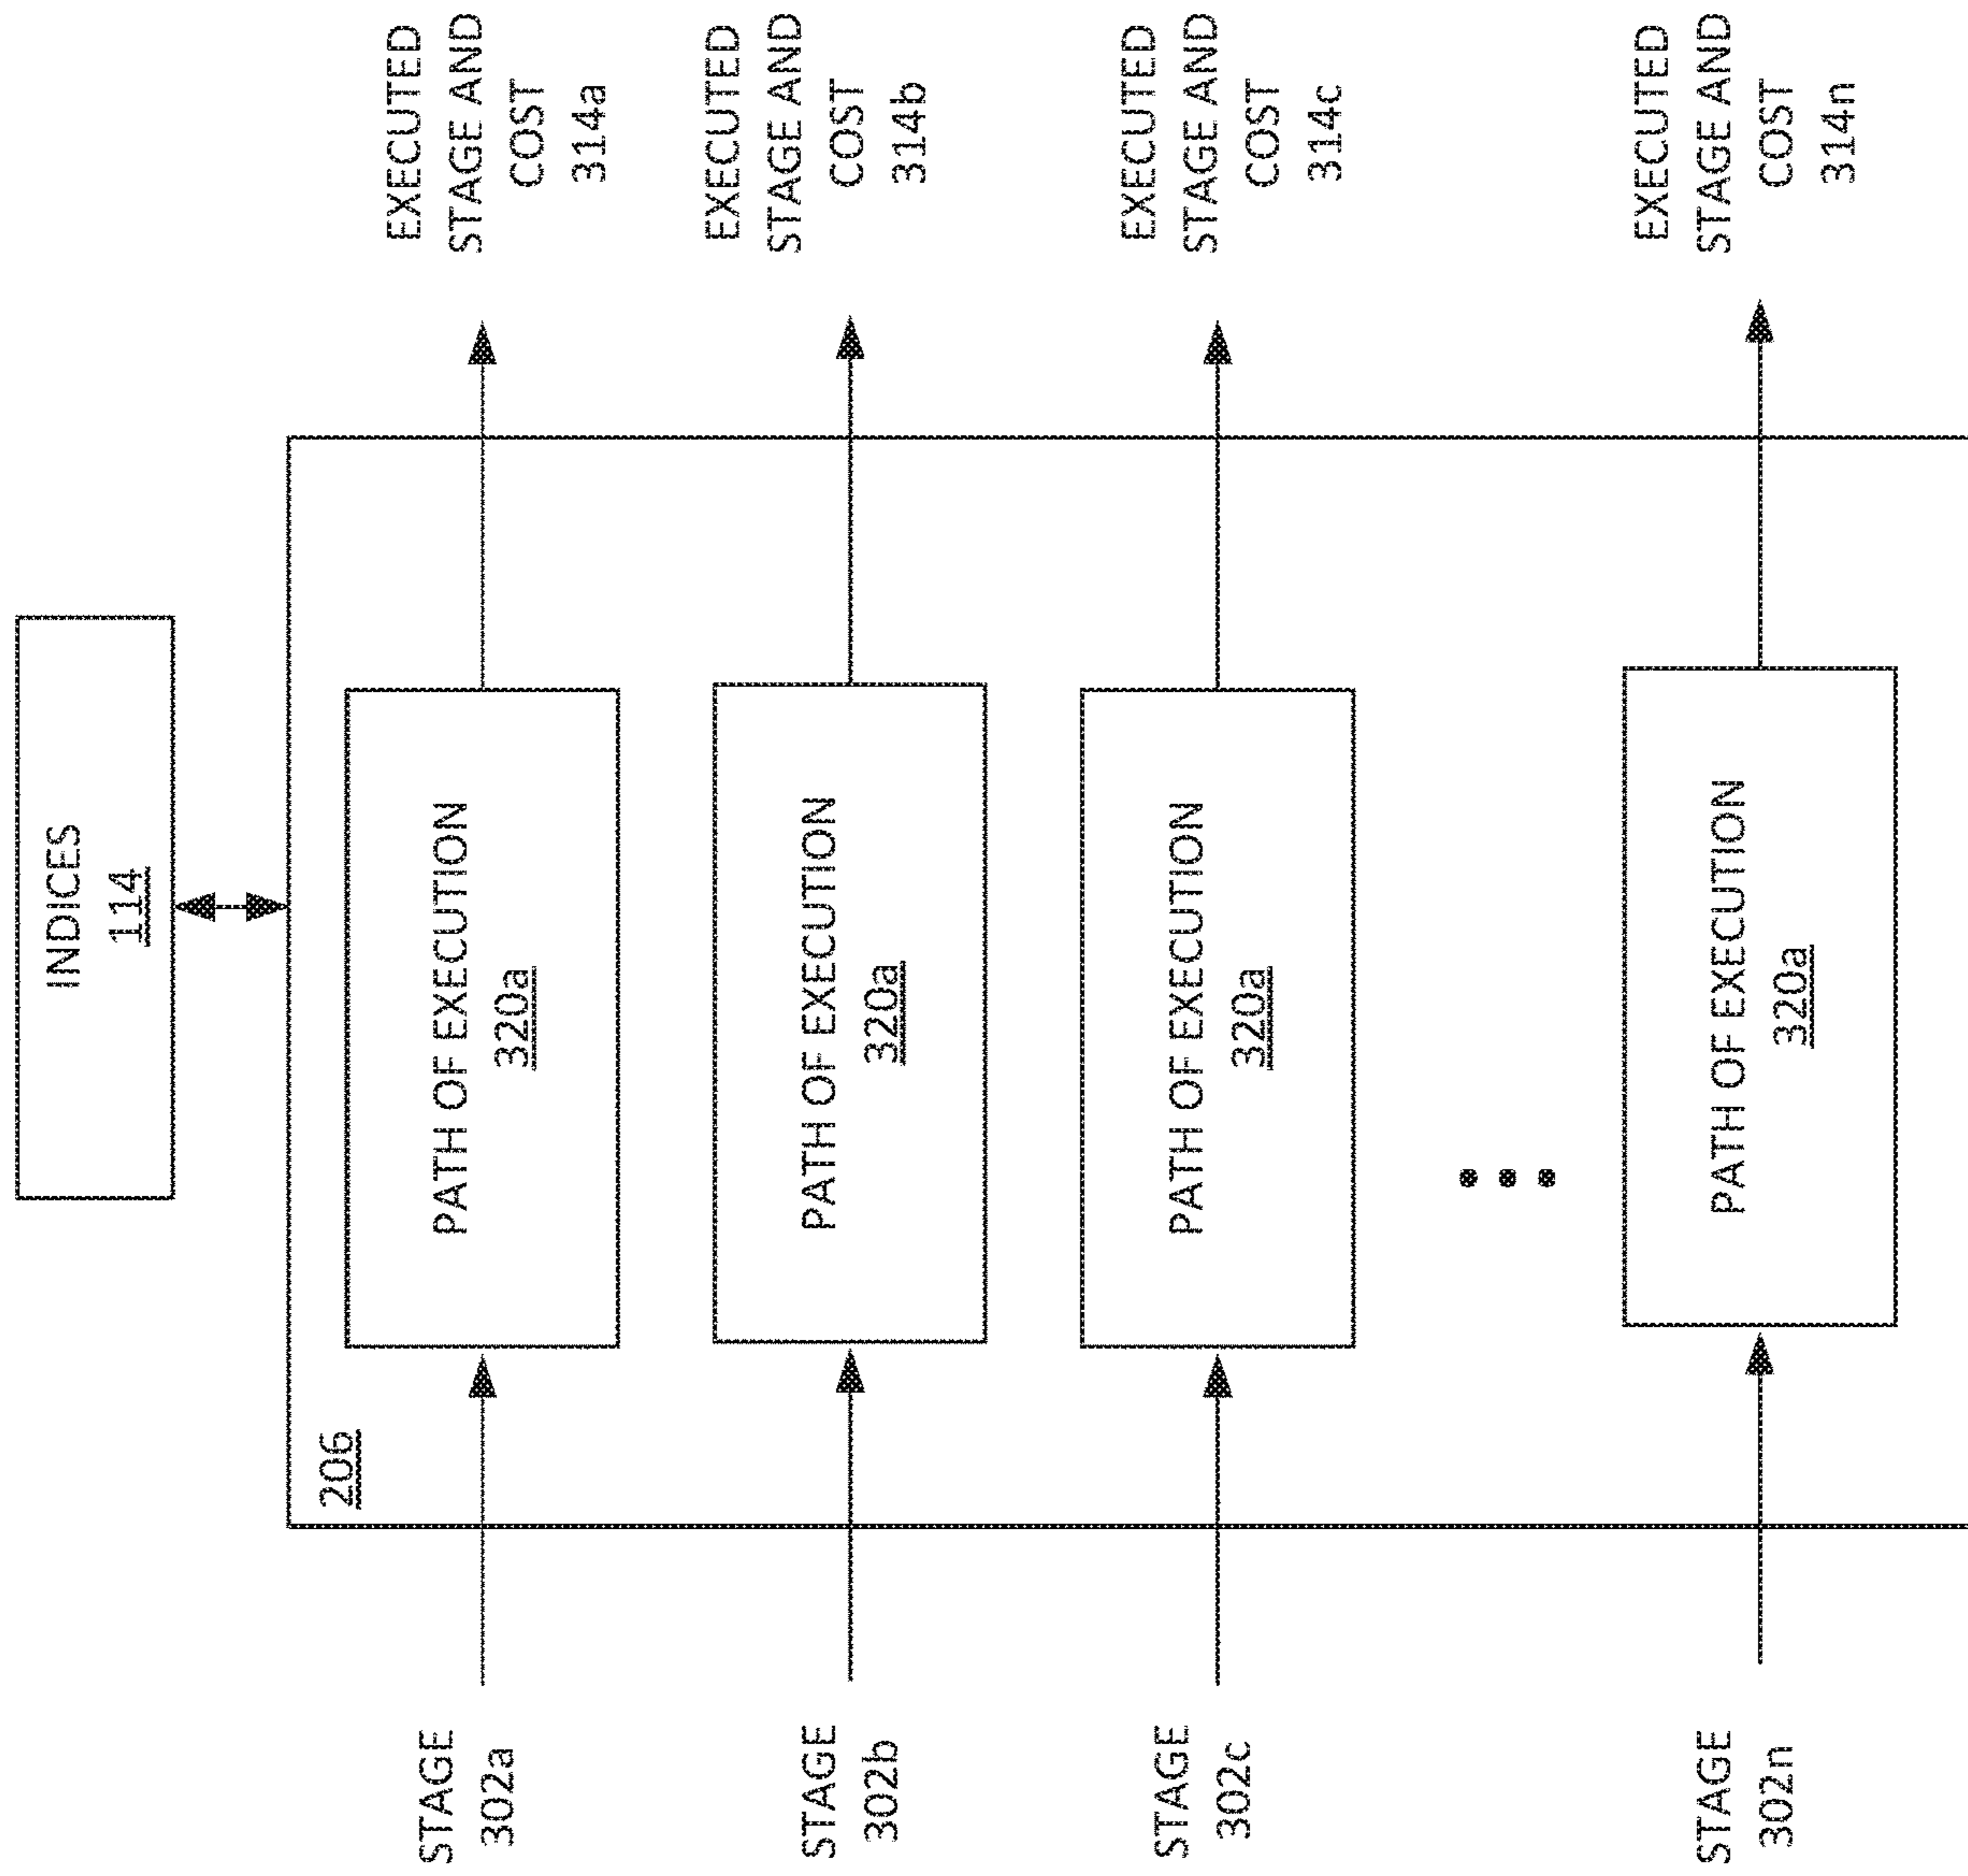 INDICES
114
206
STAGE
302a
PATH OF EXECUTION
320a
EXECUTED
STAGE AND
COST
314a
STAGE
302b
PATH OF EXECUTION
320a
EXECUTED
STAGE AND
COST
314b
STAGE
302c
PATH OF EXECUTION
320a
EXECUTED
STAGE AND
COST
314c
STAGE
302n
PATH OF EXECUTION
320a
EXECUTED
STAGE AND
COST
314n